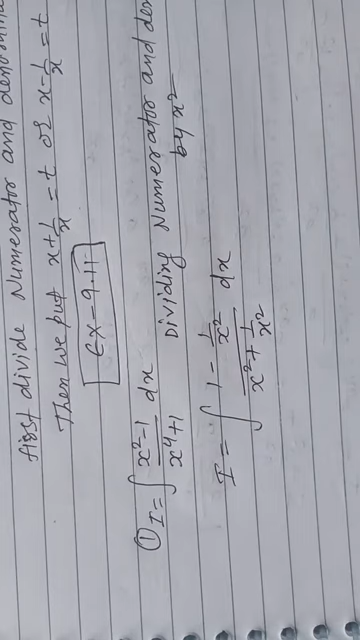 first divide Numerator and denomina
Then we put x+1/x = t or x-1/x = t
Ex-9.11
① I = ∫ x²-1/x⁴+1 dx Dividing Numerator and den
by x²
I = ∫ 1 - 1/x² / x² + 1/x² dx